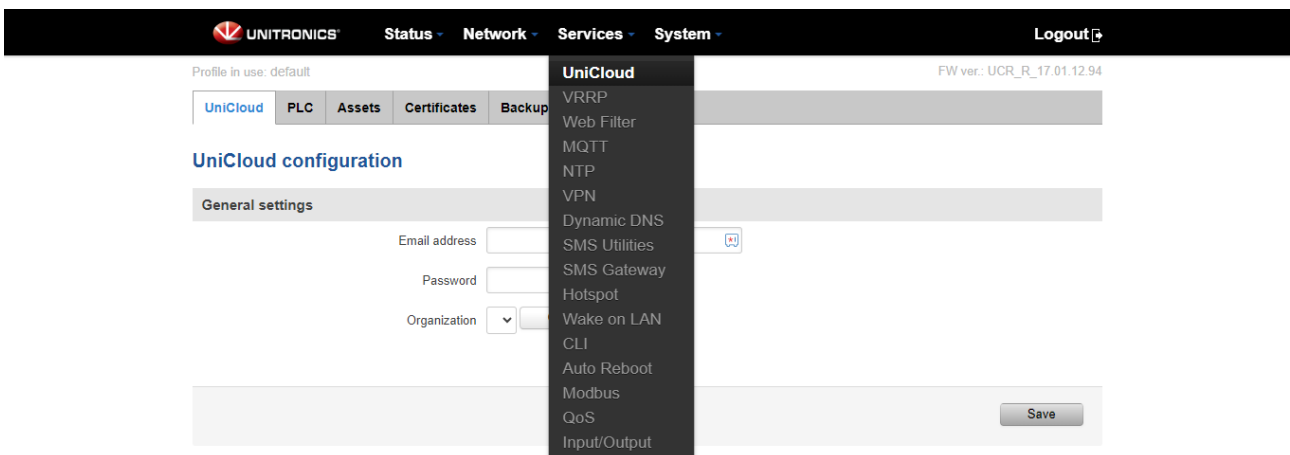 UNITRONICS®
Status Network Services System
Logout
Profile in use: default
FW ver.: UCR_R_17.01.12.94
UniCloud PLC Assets Certificates Backup
UniCloud configuration
General settings
Email address
Password
Organization
Save
UniCloud
VRRP
Web Filter
MQTT
NTP
VPN
Dynamic DNS
SMS Utilities
SMS Gateway
Hotspot
Wake on LAN
CLI
Auto Reboot
Modbus
QoS
Input/Output